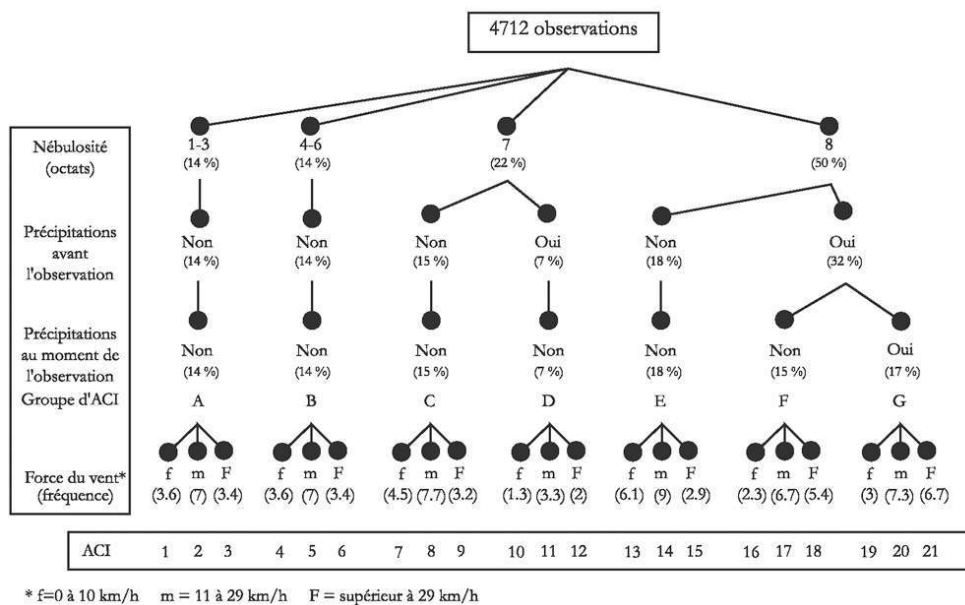 4712 observations
Nébulosité
(octats)
1-3 4-6 7 8
(14 %) (14 %) (22 %) (50 %)
Précipitations
avant
l'observation
Non Non Non Oui Non Oui
(14 %) (14 %) (15 %) (7 %) (18 %) (32 %)
Précipitations
au moment de
l'observation
Non Non Non Non Non Non Oui
(14 %) (14 %) (15 %) (7 %) (18 %) (15 %) (17 %)
Groupe d'ACI A B C D E F G
Force du vent*
(fréquence)
f m F f m F f m F f m F f m F f m F f m F
(3.6) (7) (3.4) (3.6) (7) (3.4) (4.5) (7.7) (3.2) (1.3) (3.3) (2) (6.1) (9) (2.9) (2.3) (6.7) (5.4) (3) (7.3) (6.7)
ACI 1 2 3 4 5 6 7 8 9 10 11 12 13 14 15 16 17 18 19 20 21
* f=0 à 10 km/h m = 11 à 29 km/h F = supérieur à 29 km/h